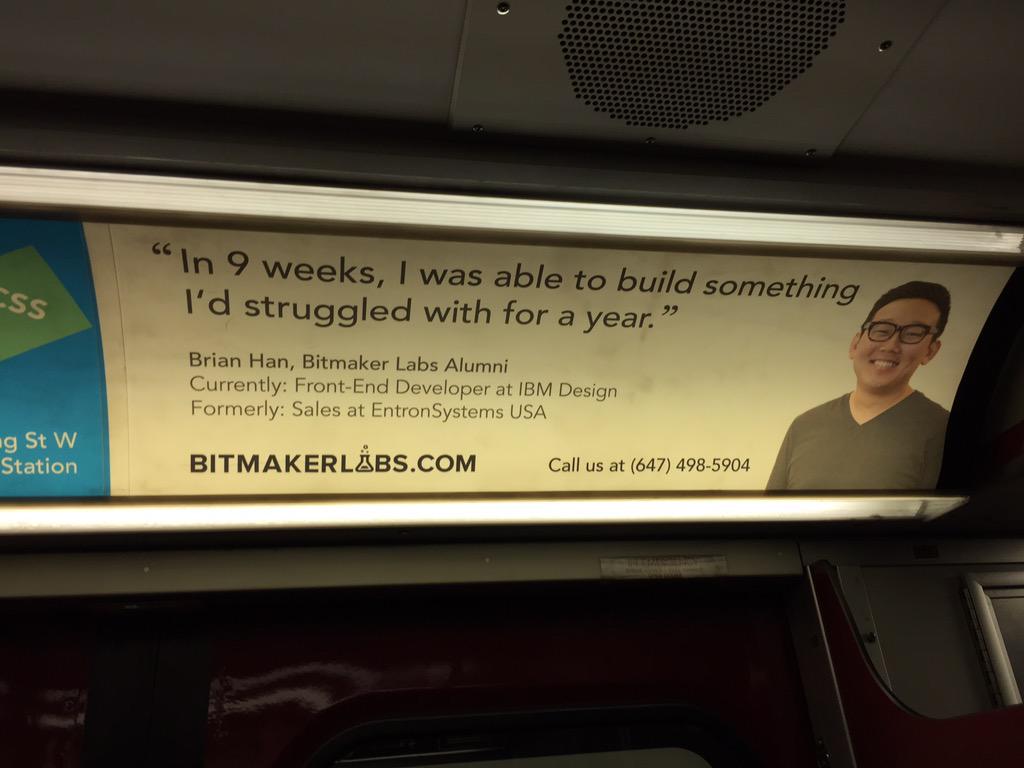 css
ng St W
Station
“In 9 weeks, I was able to build something
I'd struggled with for a year.”
Brian Han, Bitmaker Labs Alumni
Currently: Front-End Developer at IBM Design
Formerly: Sales at EntronSystems USA
BITMAKERLABS.COM
Call us at (647) 498-5904